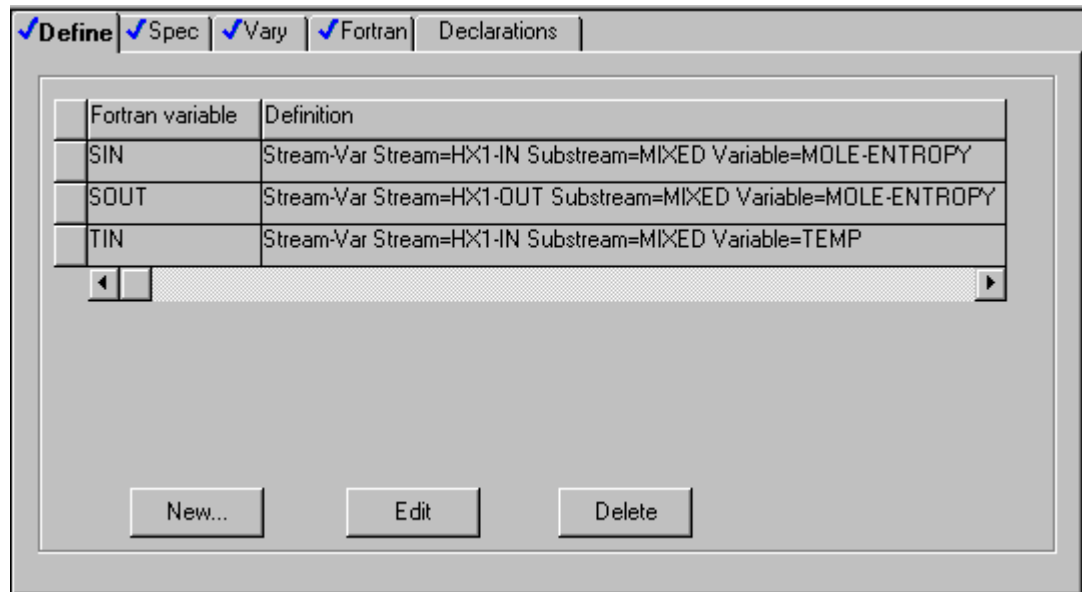 Define Spec Vary Fortran Declarations
Fortran variable Definition
SIN Stream-Var Stream=HX1-IN Substream=MIXED Variable=MOLE-ENTROPY
SOUT Stream-Var Stream=HX1-OUT Substream=MIXED Variable=MOLE-ENTROPY
TIN Stream-Var Stream=HX1-IN Substream=MIXED Variable=TEMP
New... Edit Delete